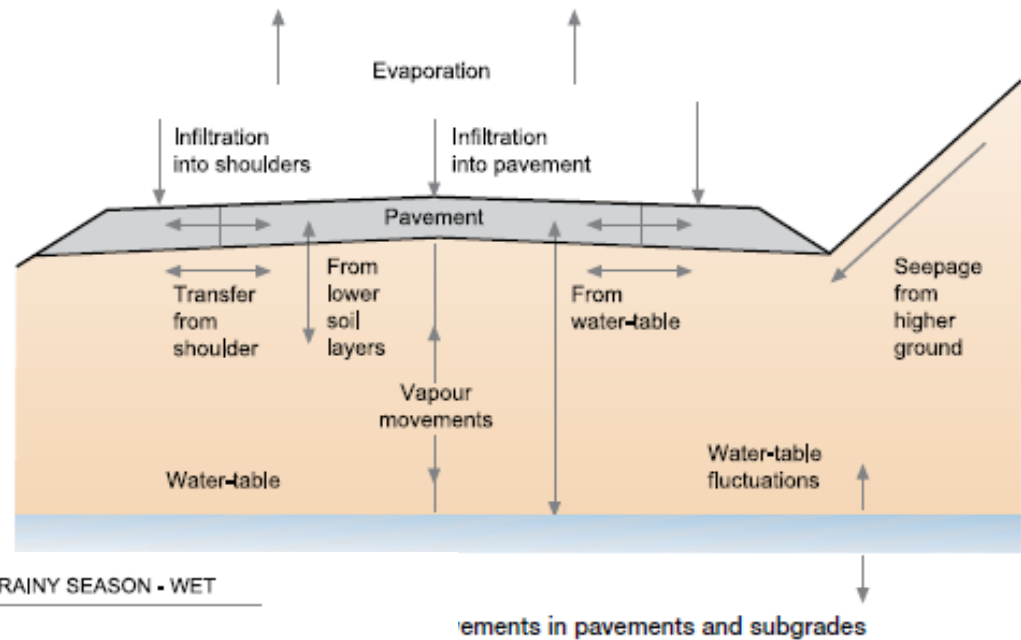 Evaporation
Infiltration
into shoulders
Infiltration
into pavement
Pavement
Transfer
from
shoulder
From
lower
soil
layers
From
water-table
Seepage
from
higher
ground
Vapour
movements
Water-table
Water-table
fluctuations
RAINY SEASON - WET
in pavements and subgrades